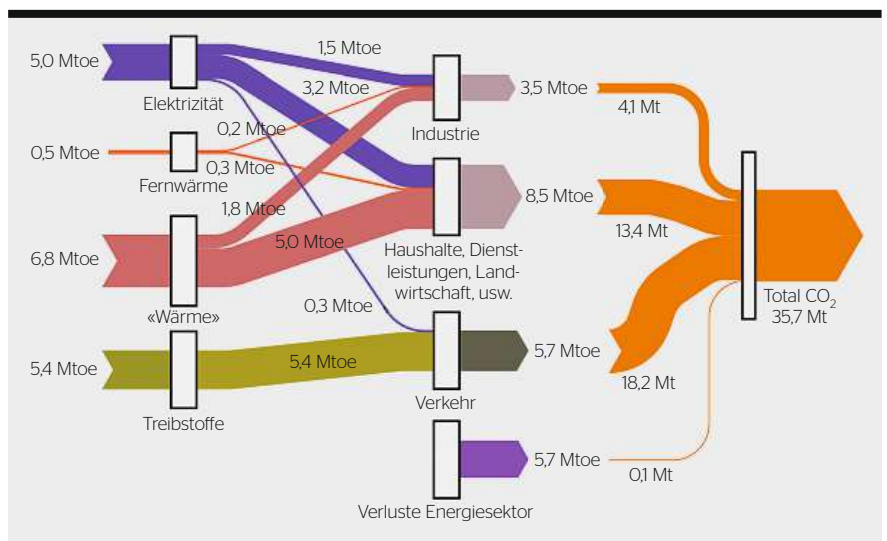 5,0 Mtoe
Elektrizität
0,5 Mtoe
Fernwärme
6,8 Mtoe
«Wärme»
5,4 Mtoe
Treibstoffe
1,5 Mtoe
3,2 Mtoe
0,2 Mtoe
0,3 Mtoe
1,8 Mtoe
5,0 Mtoe
0,3 Mtoe
5,4 Mtoe
Industrie
3,5 Mtoe
Haushalte, Dienst-
leistungen, Land-
wirtschaft, usw.
8,5 Mtoe
Verkehr
5,7 Mtoe
Verluste Energiesektor
5,7 Mtoe
4,1 Mt
13,4 Mt
18,2 Mt
0,1 Mt
Total CO₂
35,7 Mt